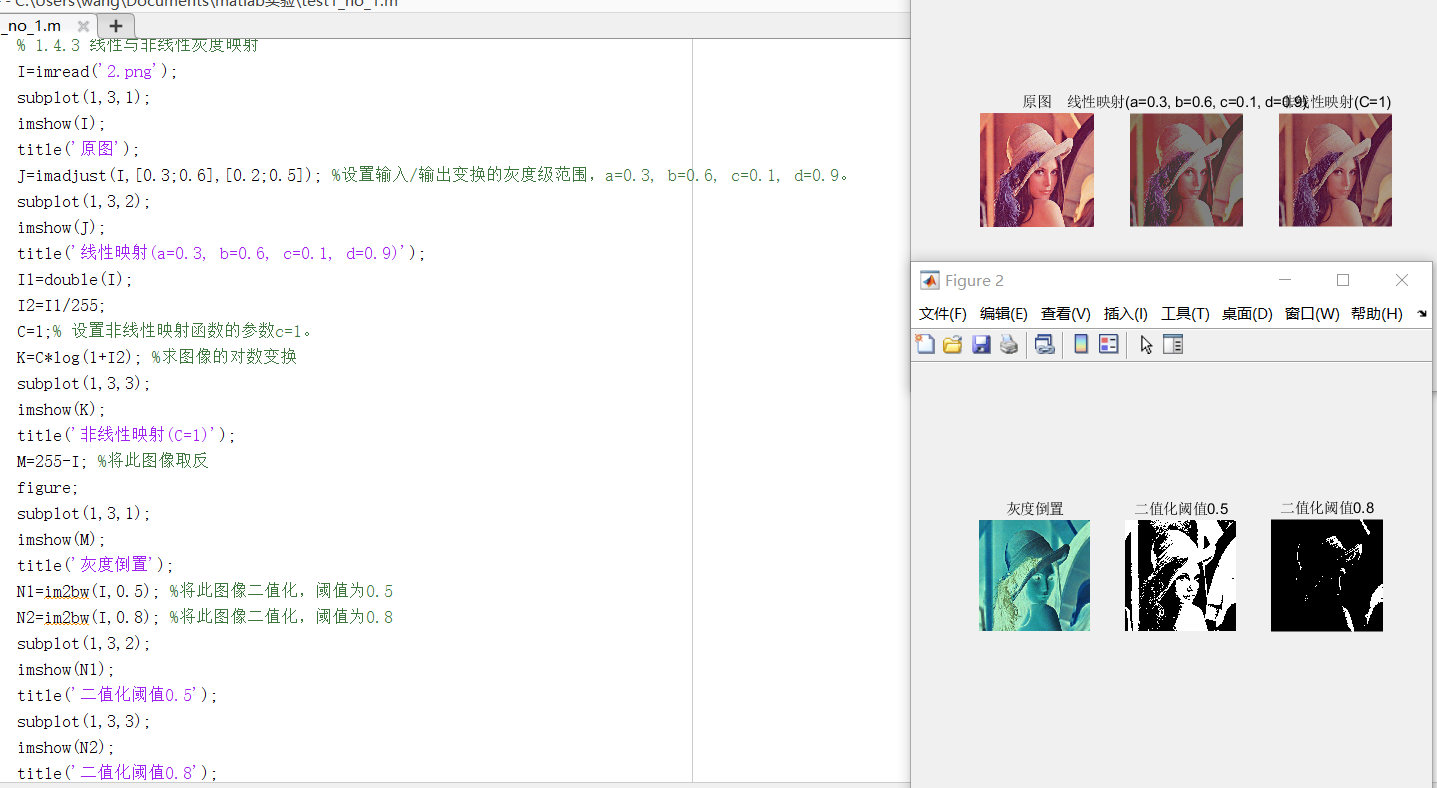 - C:\Users\wang\Documents\matlab实验\test1_no_1.m
_no_1.m
% 1.4.3 线性与非线性灰度映射
I=imread('2.png');
subplot(1,3,1);
imshow(I);
title('原图');
J=imadjust(I,[0.3;0.6],[0.2;0.5]); %设置输入/输出变换的灰度级范围，a=0.3, b=0.6, c=0.1, d=0.9。
subplot(1,3,2);
imshow(J);
title('线性映射(a=0.3, b=0.6, c=0.1, d=0.9)');
I1=double(I);
I2=I1/255;
C=1;% 设置非线性映射函数的参数c=1。
K=C*log(1+I2); %求图像的对数变换
subplot(1,3,3);
imshow(K);
title('非线性映射(C=1)');
M=255-I; %将此图像取反
figure;
subplot(1,3,1);
imshow(M);
title('灰度倒置');
N1=im2bw(I,0.5); %将此图像二值化，阈值为0.5
N2=im2bw(I,0.8); %将此图像二值化，阈值为0.8
subplot(1,3,2);
imshow(N1);
title('二值化阈值0.5');
subplot(1,3,3);
imshow(N2);
title('二值化阈值0.8');
原图 线性映射(a=0.3, b=0.6, c=0.1, d=0.9) 非线性映射(C=1)
Figure 2
文件(F) 编辑(E) 查看(V) 插入(I) 工具(T) 桌面(D) 窗口(W) 帮助(H)
灰度倒置 二值化阈值0.5 二值化阈值0.8